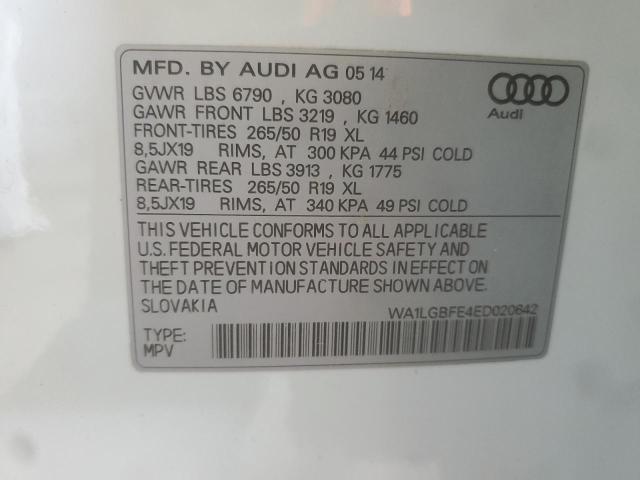 MFD. BY AUDI AG 05 14
GVWR LBS 6790 , KG 3080
GAWR FRONT LBS 3219 , KG 1460
FRONT-TIRES 265/50 R19 XL
8,5JX19 RIMS, AT 300 KPA 44 PSI COLD
GAWR REAR LBS 3913 , KG 1775
REAR-TIRES 265/50 R19 XL
8,5JX19 RIMS, AT 340 KPA 49 PSI COLD
Audi
THIS VEHICLE CONFORMS TO ALL APPLICABLE
U.S. FEDERAL MOTOR VEHICLE SAFETY AND
THEFT PREVENTION STANDARDS IN EFFECT ON
THE DATE OF MANUFACTURE SHOWN ABOVE.
SLOVAKIA
WA1LGBFE4ED020642
TYPE:
MPV